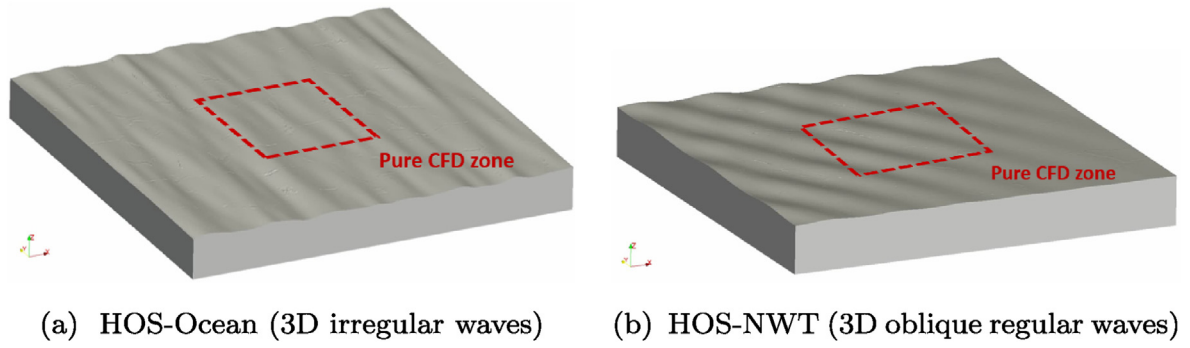 Pure CFD zone
Pure CFD zone
(a) HOS-Ocean (3D irregular waves)
(b) HOS-NWT (3D oblique regular waves)